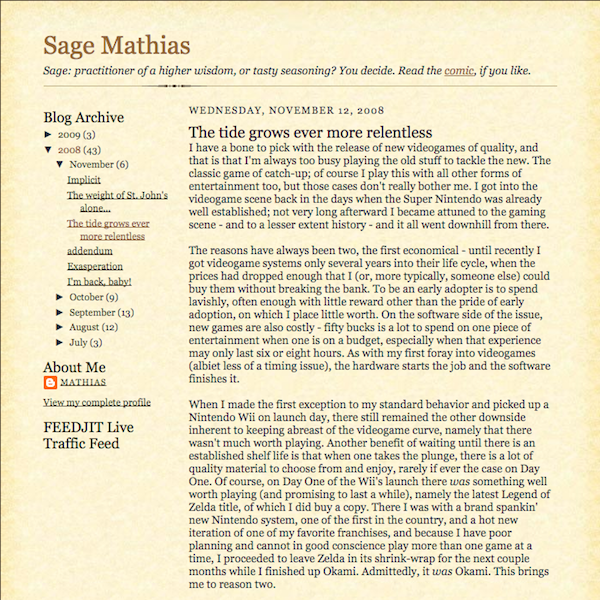 Sage Mathias
Sage: practitioner of a higher wisdom, or tasty seasoning? You decide. Read the comic, if you like.
Blog Archive
► 2009 (3)
▼ 2008 (43)
▼ November (6)
Implicit
The weight of St. John's
alone...
The tide grows ever
more relentless
addendum
Exasperation
I'm back, baby!
► October (9)
► September (13)
► August (12)
► July (3)
About Me
MATHIAS
View my complete profile
FEEDJIT Live
Traffic Feed
WEDNESDAY, NOVEMBER 12, 2008
The tide grows ever more relentless
I have a bone to pick with the release of new videogames of quality, and
that is that I'm always too busy playing the old stuff to tackle the new. The
classic game of catch-up; of course I play this with all other forms of
entertainment too, but those cases don't really bother me. I got into the
videogame scene back in the days when the Super Nintendo was already
well established; not very long afterward I became attuned to the gaming
scene - and to a lesser extent history - and it all went downhill from there.
The reasons have always been two, the first economical - until recently I
got videogame systems only several years into their life cycle, when the
prices had dropped enough that I (or, more typically, someone else) could
buy them without breaking the bank. To be an early adopter is to spend
lavishly, often enough with little reward other than the pride of early
adoption, on which I place little worth. On the software side of the issue,
new games are also costly - fifty bucks is a lot to spend on one piece of
entertainment when one is on a budget, especially when that experience
may only last six or eight hours. As with my first foray into videogames
(albiet less of a timing issue), the hardware starts the job and the software
finishes it.
When I made the first exception to my standard behavior and picked up a
Nintendo Wii on launch day, there still remained the other downside
inherent to keeping abreast of the videogame curve, namely that there
wasn't much worth playing. Another benefit of waiting until there is an
established shelf life is that when one takes the plunge, there is a lot of
quality material to choose from and enjoy, rarely if ever the case on Day
One. Of course, on Day One of the Wii's launch there was something well
worth playing (and promising to last a while), namely the latest Legend of
Zelda title, of which I did buy a copy. There I was with a brand spankin'
new Nintendo system, one of the first in the country, and a hot new
iteration of one of my favorite franchises, and because I have poor
planning and cannot in good conscience play more than one game at a
time, I proceeded to leave Zelda in its shrink-wrap for the next couple
months while I finished up Okami. Admittedly, it was Okami. This brings
me to reason two.